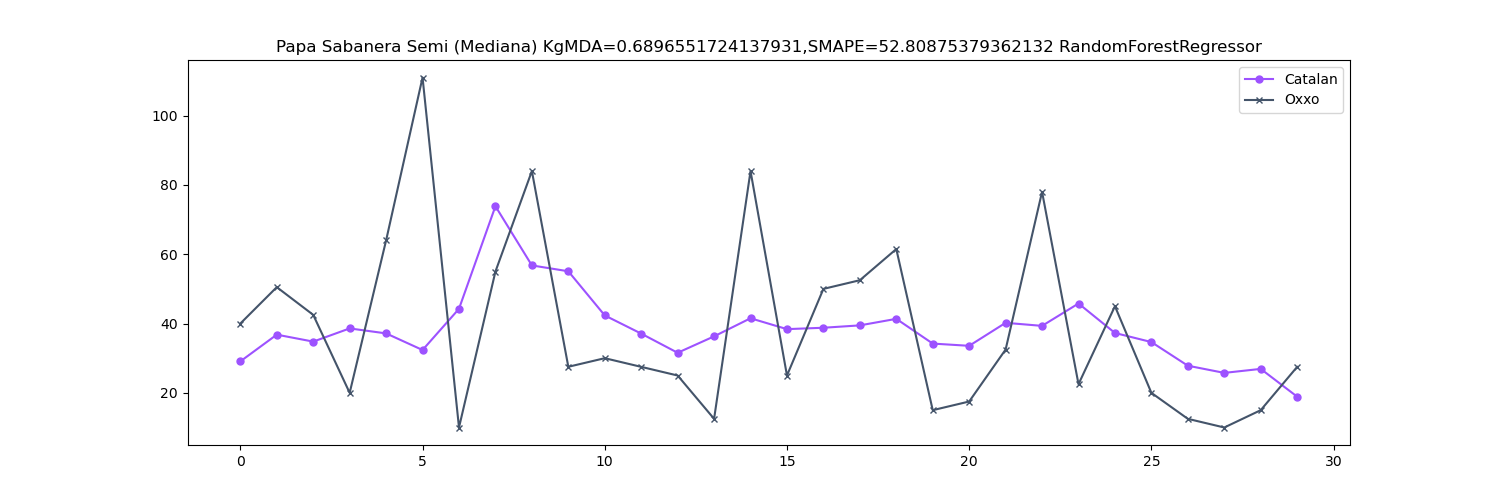 Papa Sabanera Semi (Mediana) KgMDA=0.6896551724137931,SMAPE=52.80875379362132 RandomForestRegressor
Catalan
Oxxo
100
80
60
40
20
0 5 10 15 20 25 30